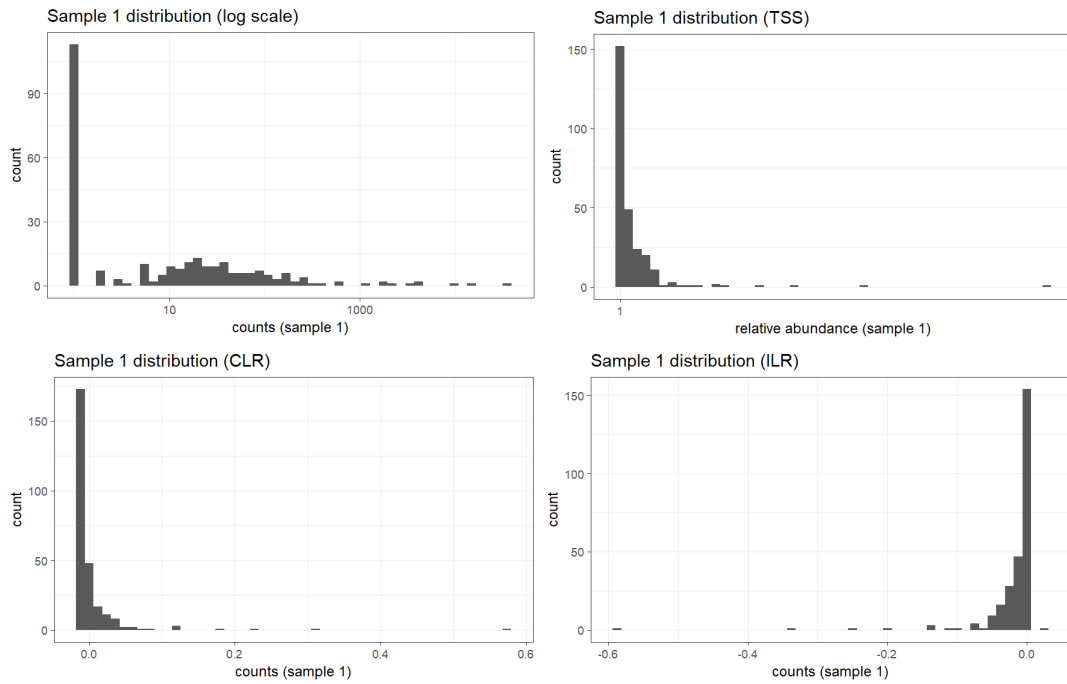 Sample 1 distribution (log scale)
count
90
60
30
0
10
1000
counts (sample 1)
Sample 1 distribution (TSS)
count
150
100
50
0
1
relative abundance (sample 1)
Sample 1 distribution (CLR)
count
150
100
50
0
0.0
0.2
0.4
0.6
counts (sample 1)
Sample 1 distribution (ILR)
count
150
100
50
0
-0.6
-0.4
-0.2
0.0
counts (sample 1)